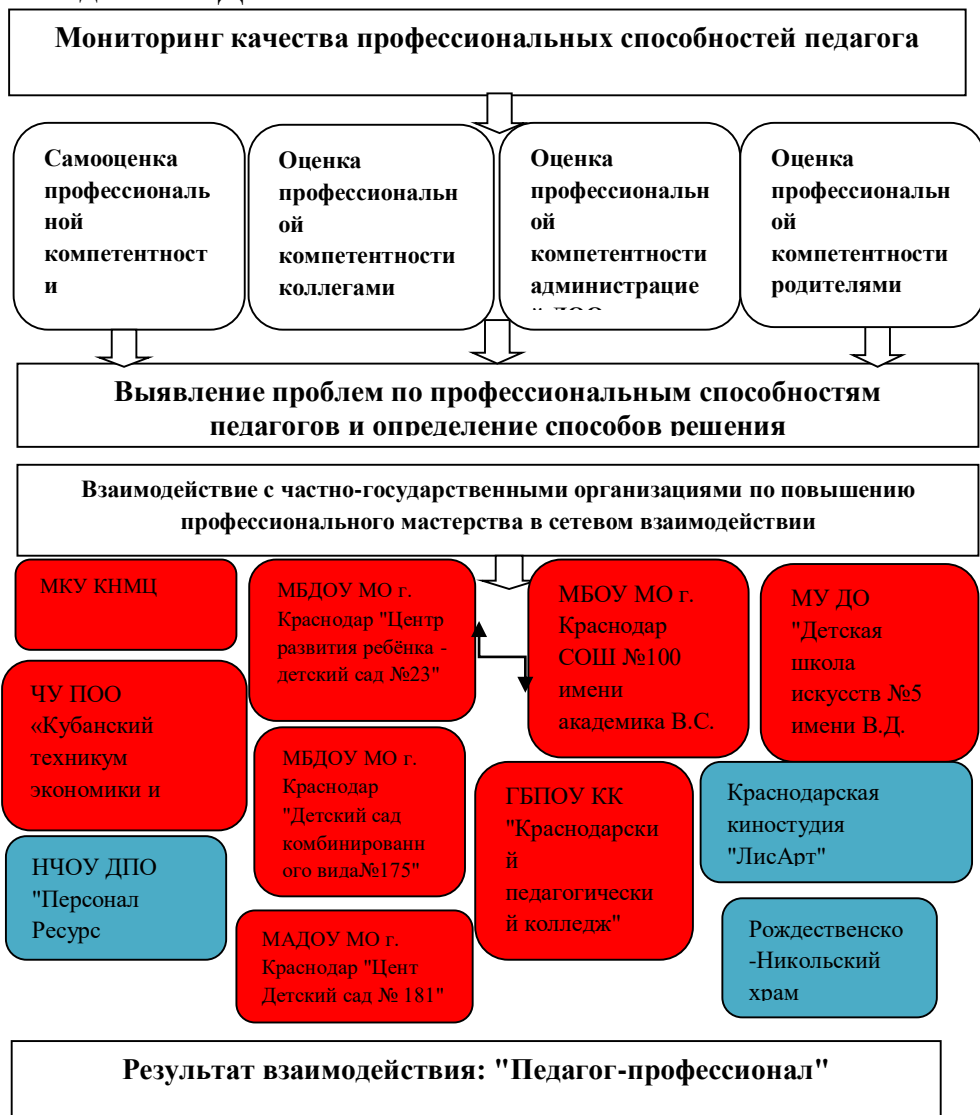 Мониторинг качества профессиональных способностей педагога
Самооценка
профессиональ
ной
компетентност
и
Оценка
профессиональн
ой
компетентности
коллегами
Оценка
профессиональн
ой
компетентности
администрацие
й ДОО
Оценка
профессиональн
ой
компетентности
родителями
Выявление проблем по профессиональным способностям
педагогов и определение способов решения
Взаимодействие с частно-государственными организациями по повышению
профессионального мастерства в сетевом взаимодействии
МКУ КНМЦ
МБДОУ МО г.
Краснодар "Центр
развития ребёнка -
детский сад №23"
МБОУ МО г.
Краснодар
СОШ №100
имени
академика В.С.
МУ ДО
"Детская
школа
искусств №5
имени В.Д.
ЧУ ПОО
«Кубанский
техникум
экономики и
МБДОУ МО г.
Краснодар
"Детский сад
комбинированн
ого вида№175"
ГБПОУ КК
"Краснодарски
й
педагогически
й колледж"
Краснодарская
киностудия
"ЛисАрт"
НЧОУ ДПО
"Персонал
Ресурс
МАДОУ МО г.
Краснодар "Цент
Детский сад № 181"
Рождественско
-Никольский
храм
Результат взаимодействия: "Педагог-профессионал"